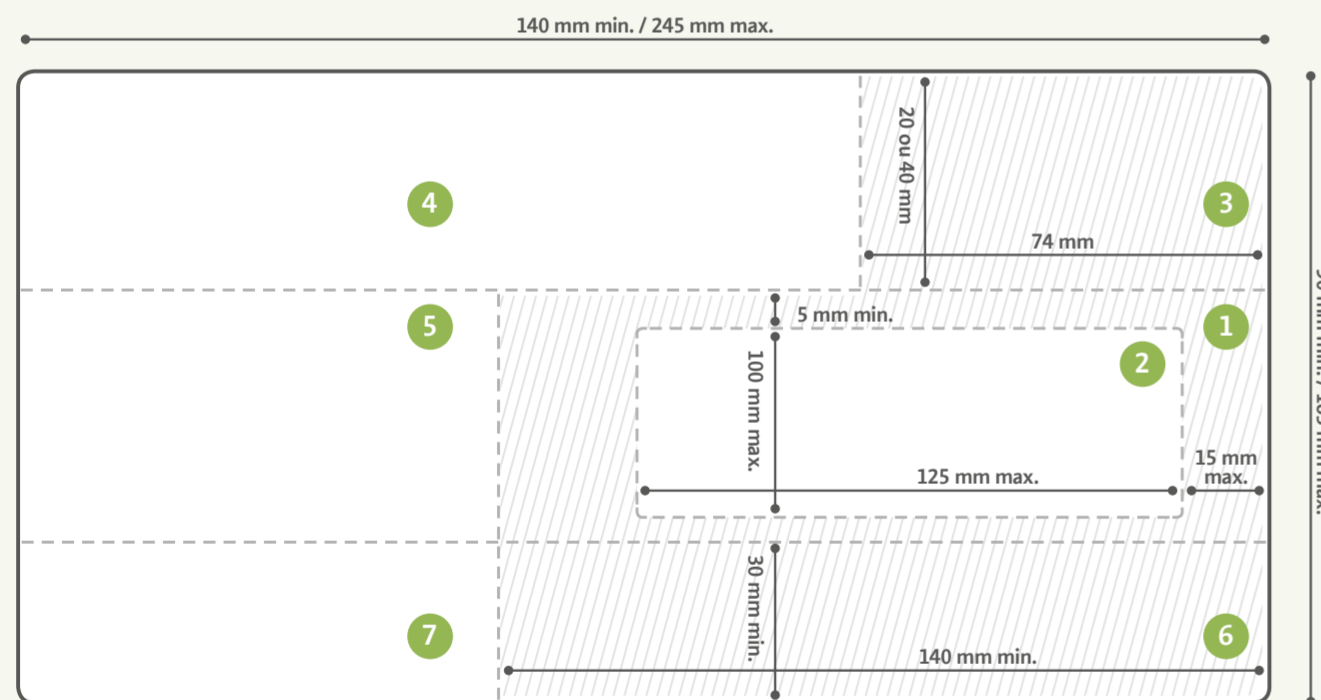 140 mm min. / 245 mm max.
20 ou 40 mm
4
3
74 mm
5
5 mm min.
1
2
100 mm max.
125 mm max.
15 mm
max.
30 mm min.
7
6
140 mm min.